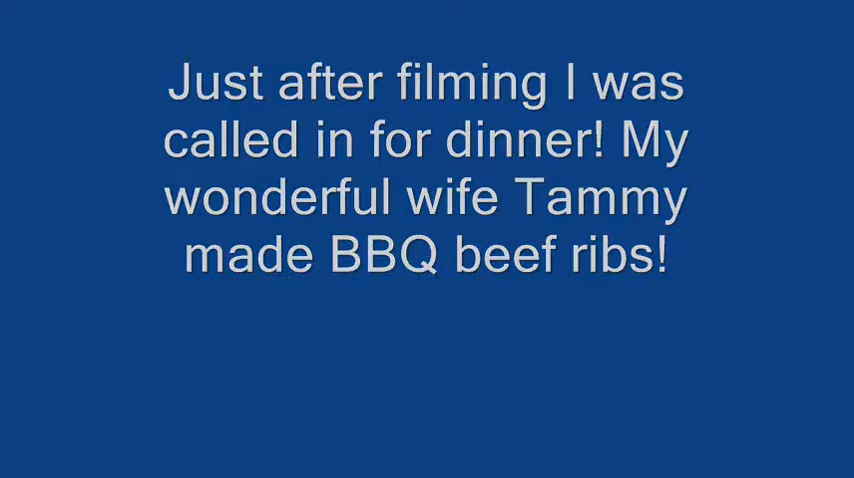 Just after filming I was
called in for dinner! My
wonderful wife Tammy
made BBQ beef ribs!